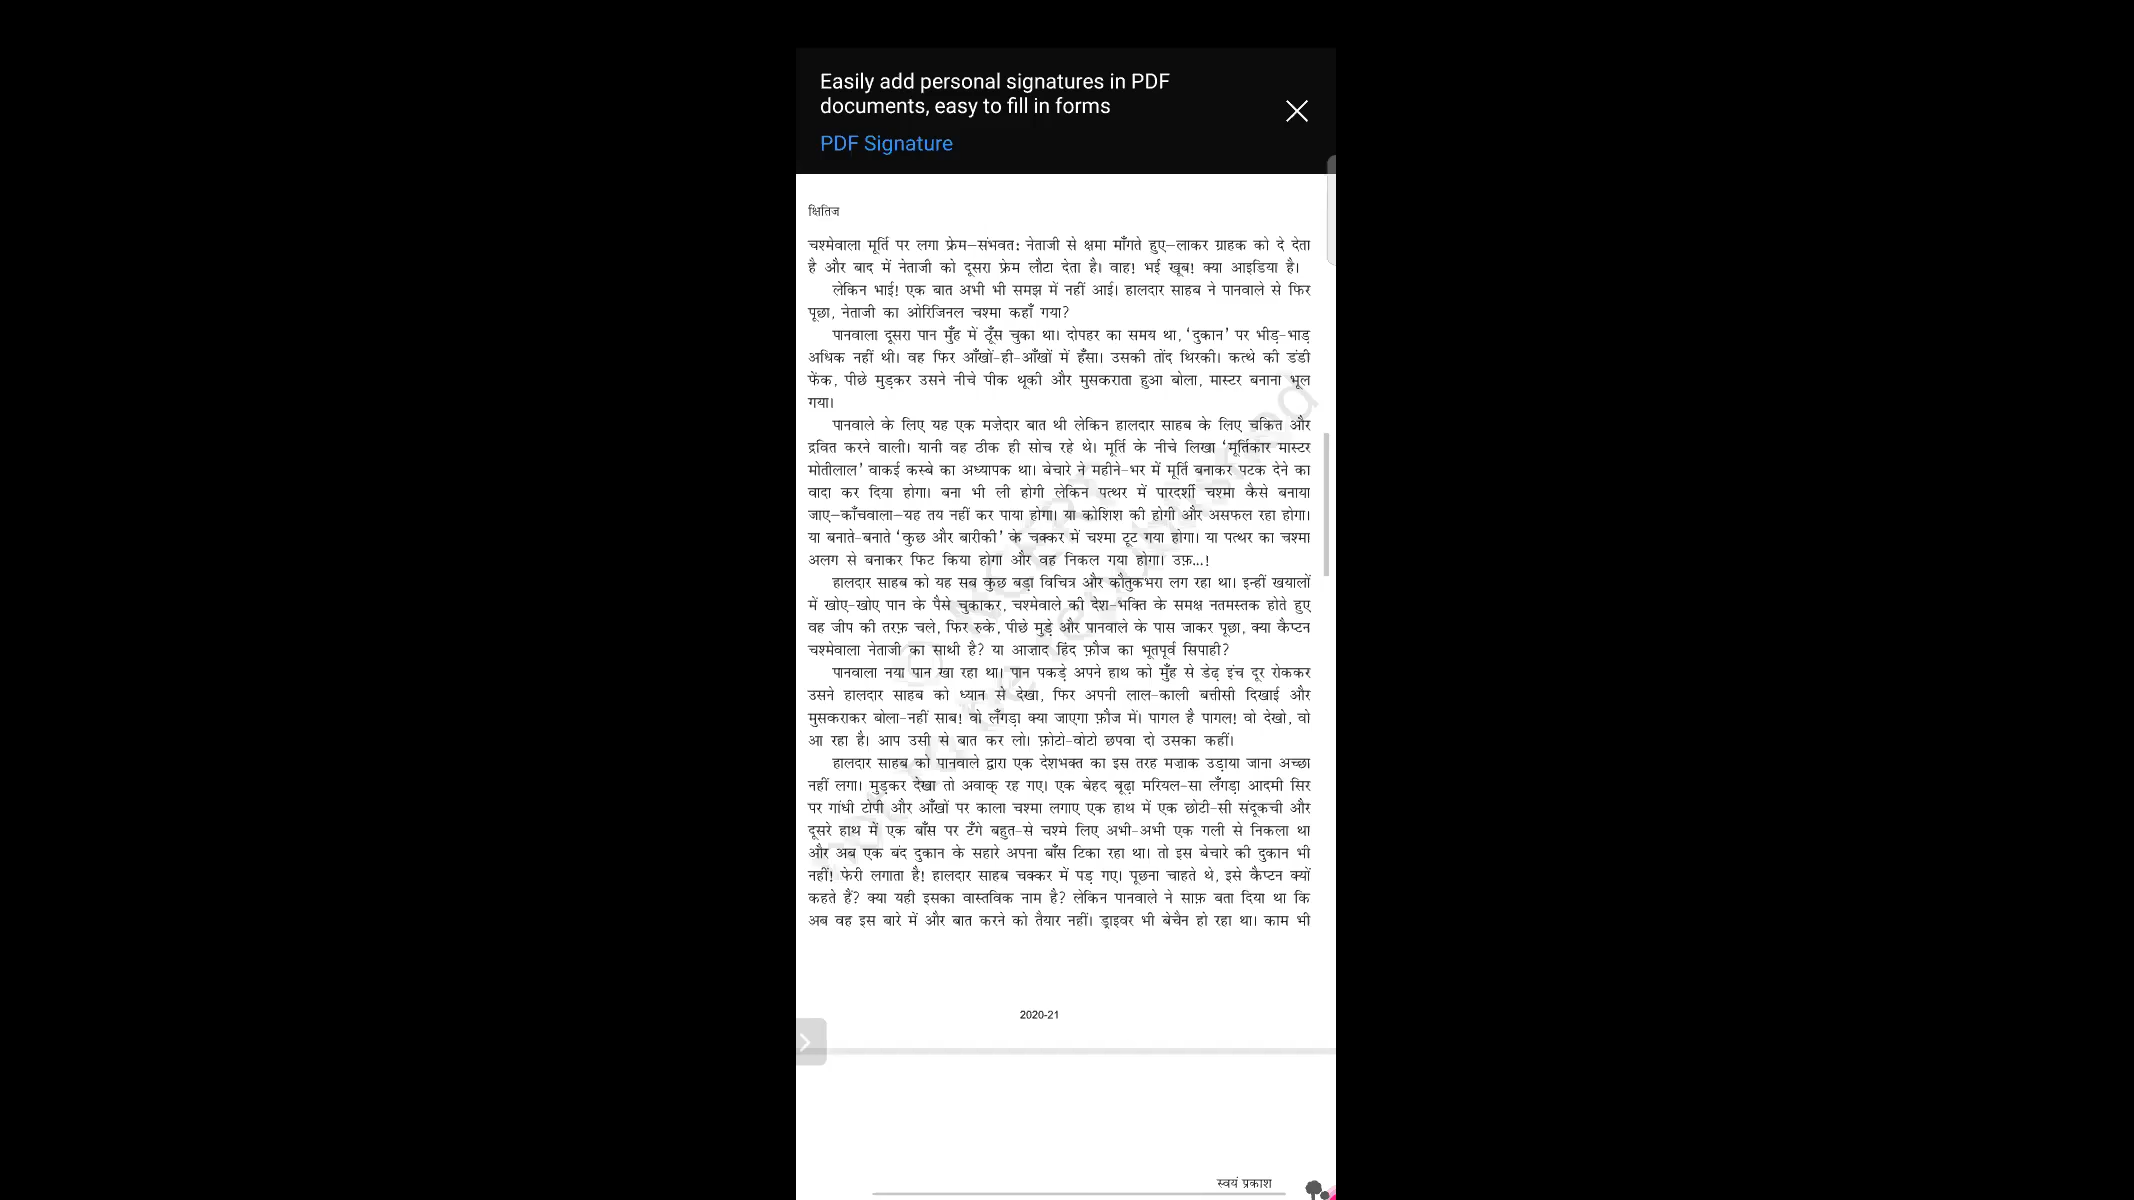 Easily add personal signatures in PDF
documents, easy to fill in forms
PDF Signature
क्षितिज
चश्मेवाला मूर्ति पर लगा फ्रेम—संभवतः नेताजी से क्षमा माँगते हुए—लाकर ग्राहक को दे देता
है और बाद में नेताजी को दूसरा फ्रेम लौटा देता है। वाह! भई खूब! क्या आइडिया है।
लेकिन भाई! एक बात अभी भी समझ में नहीं आई। हालदार साहब ने पानवाले से फिर
पूछा, नेताजी का ओरिजिनल चश्मा कहाँ गया?
पानवाला दूसरा पान मुँह में ठूँस चुका था। दोपहर का समय था, ‘दुकान’ पर भीड़-भाड़
अधिक नहीं थी। वह फिर आँखों-ही-आँखों में हँसा। उसकी तोंद थिरकी। कत्थे की डंडी
फेंक, पीछे मुड़कर उसने नीचे पीक थूकी और मुसकराता हुआ बोला, मास्टर बनाना भूल
गया।
पानवाले के लिए यह एक मज़ेदार बात थी लेकिन हालदार साहब के लिए चकित और
द्रवित करने वाली। यानी वह ठीक ही सोच रहे थे। मूर्ति के नीचे लिखा ‘मूर्तिकार मास्टर
मोतीलाल’ वाकई कस्बे का अध्यापक था। बेचारे ने महीने-भर में मूर्ति बनाकर पटक देने का
वादा कर दिया होगा। बना भी ली होगी लेकिन पत्थर में पारदर्शी चश्मा कैसे बनाया
जाए—काँचवाला—यह तय नहीं कर पाया होगा। या कोशिश की होगी और असफल रहा होगा।
या बनाते-बनाते ‘कुछ और बारीकी’ के चक्कर में चश्मा टूट गया होगा। या पत्थर का चश्मा
अलग से बनाकर फिट किया होगा और वह निकल गया होगा। उफ़...!
हालदार साहब को यह सब कुछ बड़ा विचित्र और कौतुकभरा लग रहा था। इन्हीं खयालों
में खोए-खोए पान के पैसे चुकाकर, चश्मेवाले की देश-भक्ति के समक्ष नतमस्तक होते हुए
वह जीप की तरफ़ चले, फिर रुके, पीछे मुड़े और पानवाले के पास जाकर पूछा, क्या कैप्टन
चश्मेवाला नेताजी का साथी है? या आज़ाद हिंद फ़ौज का भूतपूर्व सिपाही?
पानवाला नया पान खा रहा था। पान पकड़े अपने हाथ को मुँह से डेढ़ इंच दूर रोककर
उसने हालदार साहब को ध्यान से देखा, फिर अपनी लाल-काली बत्तीसी दिखाई और
मुसकराकर बोला-नहीं साब! वो लँगड़ा क्या जाएगा फ़ौज में। पागल है पागल! वो देखो, वो
आ रहा है। आप उसी से बात कर लो। फ़ोटो-वोटो छपवा दो उसका कहीं।
हालदार साहब को पानवाले द्वारा एक देशभक्त का इस तरह मज़ाक उड़ाया जाना अच्छा
नहीं लगा। मुड़कर देखा तो अवाक् रह गए। एक बेहद बूढ़ा मरियल-सा लँगड़ा आदमी सिर
पर गांधी टोपी और आँखों पर काला चश्मा लगाए एक हाथ में एक छोटी-सी संदूकची और
दूसरे हाथ में एक बाँस पर टँगे बहुत-से चश्मे लिए अभी-अभी एक गली से निकला था
और अब एक बंद दुकान के सहारे अपना बाँस टिका रहा था। तो इस बेचारे की दुकान भी
नहीं! फेरी लगाता है! हालदार साहब चक्कर में पड़ गए। पूछना चाहते थे, इसे कैप्टन क्यों
कहते हैं? क्या यही इसका वास्तविक नाम है? लेकिन पानवाले ने साफ़ बता दिया था कि
अब वह इस बारे में और बात करने को तैयार नहीं। ड्राइवर भी बेचैन हो रहा था। काम भी
2020-21
स्वयं प्रकाश